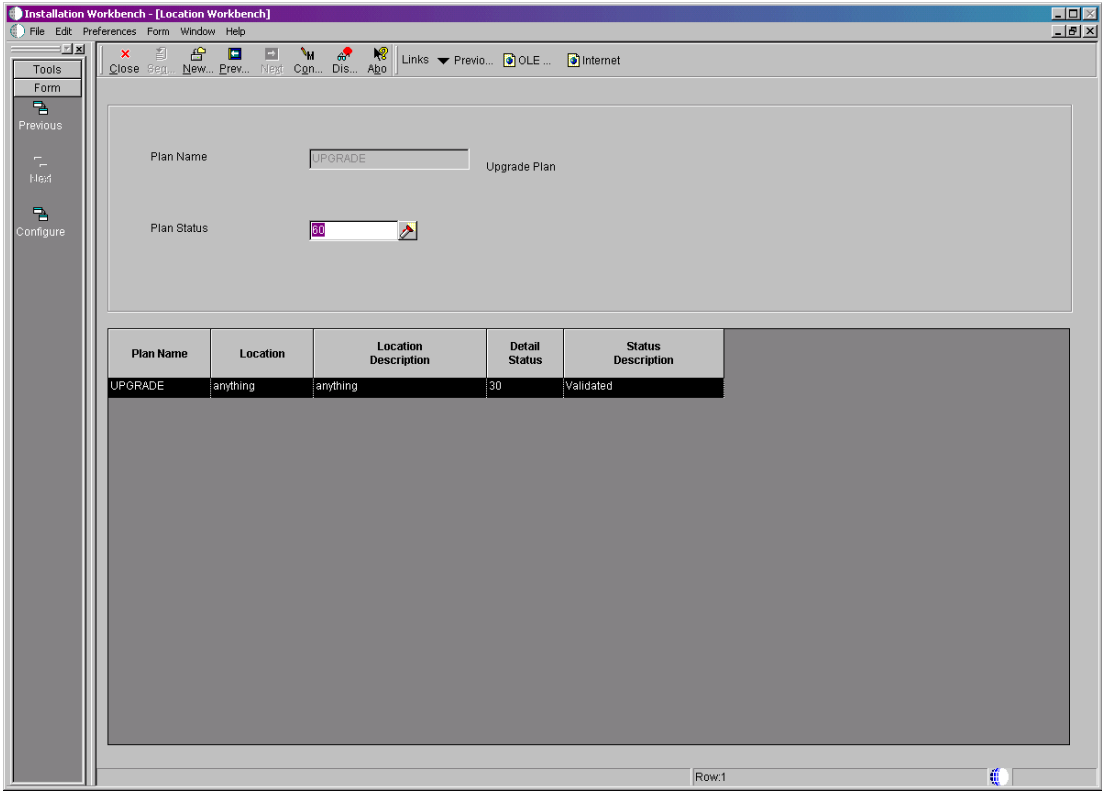 Installation Workbench - [Location Workbench]
File Edit Preferences Form Window Help
Close Seq... New... Prev... Next Con... Dis... Abo Links Previo... OLE ... Internet
Tools
Form
Previous
Next
Configure
Plan Name UPGRADE Upgrade Plan
Plan Status 60
Plan Name Location Location Description Detail Status Status Description
UPGRADE anything anything 30 Validated
Row:1